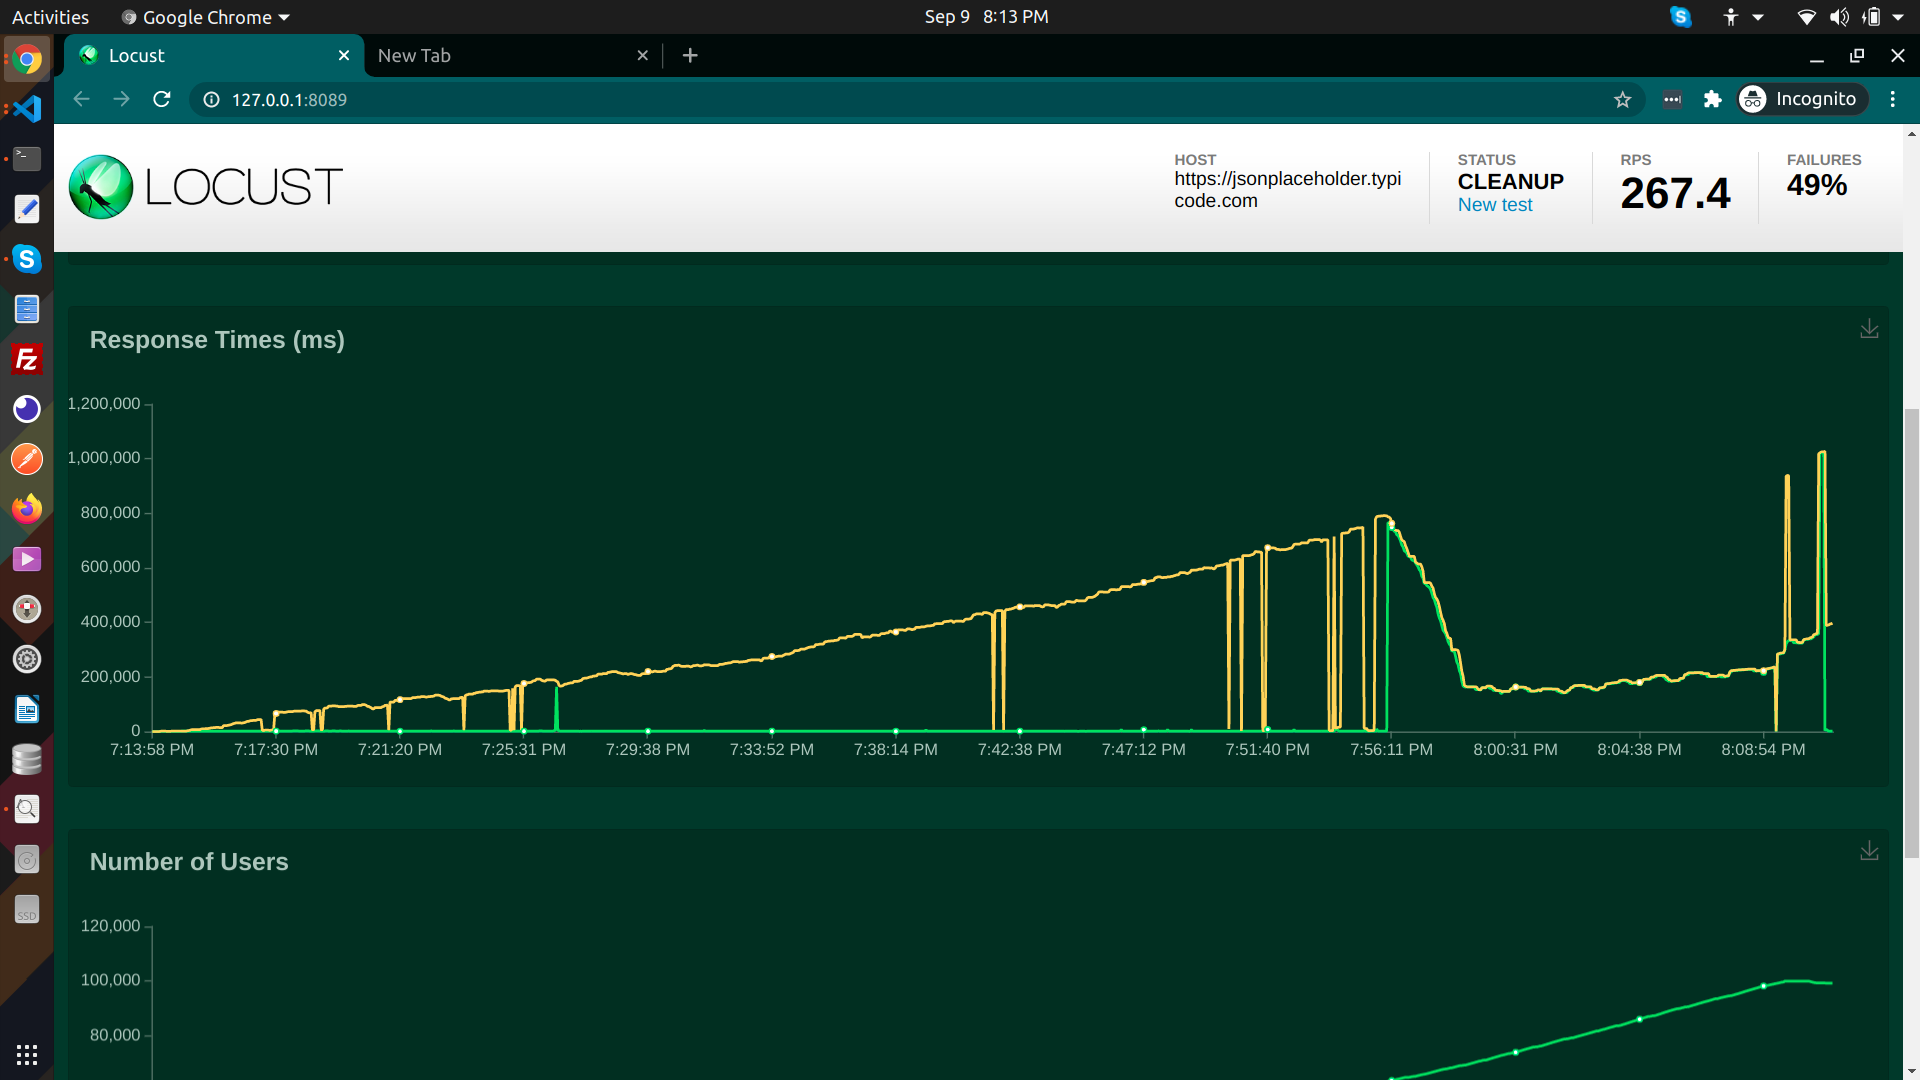 Activities
Google Chrome
Sep 9 8:13 PM
Locust
New Tab
127.0.0.1:8089
Incognito
LOCUST
HOST
https://jsonplaceholder.typi
code.com
STATUS
CLEANUP
New test
RPS
267.4
FAILURES
49%
Response Times (ms)
1,200,000
1,000,000
800,000
600,000
400,000
200,000
0
7:13:58 PM 7:17:30 PM 7:21:20 PM 7:25:31 PM 7:29:38 PM 7:33:52 PM 7:38:14 PM 7:42:38 PM 7:47:12 PM 7:51:40 PM 7:56:11 PM 8:00:31 PM 8:04:38 PM 8:08:54 PM
Number of Users
120,000
100,000
80,000
SSD